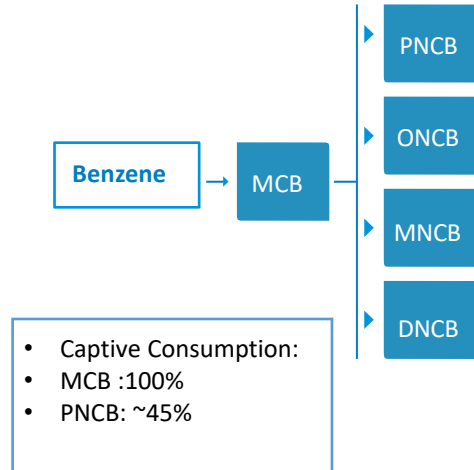 PNCB
ONCB
Benzene
MCB
MNCB
DNCB
• Captive Consumption:
• MCB :100%
• PNCB: ~45%